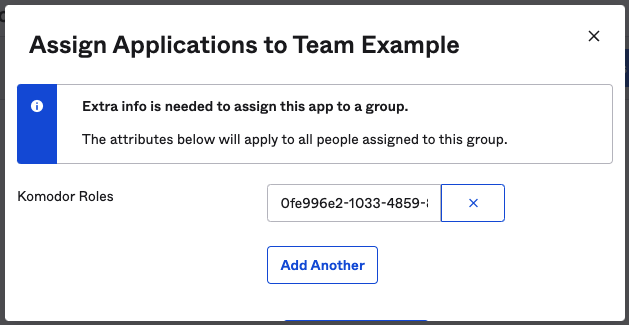 Assign Applications to Team Example
Extra info is needed to assign this app to a group.
The attributes below will apply to all people assigned to this group.
Komodor Roles
0fe996e2-1033-4859-
Add Another